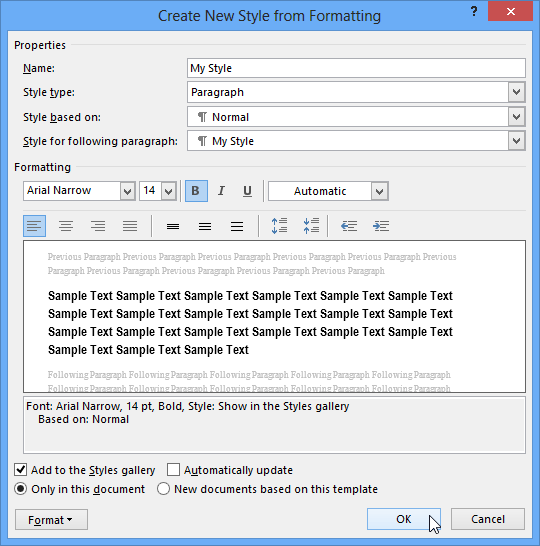 Create New Style from Formatting
?
Properties
Name: My Style
Style type: Paragraph
Style based on: ¶ Normal
Style for following paragraph: ¶ My Style
Formatting
Arial Narrow 14 B I U Automatic
Previous Paragraph Previous Paragraph Previous Paragraph Previous Paragraph Previous Paragraph Previous
Paragraph Previous Paragraph Previous Paragraph Previous Paragraph Previous Paragraph
Sample Text Sample Text Sample Text Sample Text Sample Text Sample Text
Sample Text Sample Text Sample Text Sample Text Sample Text Sample Text
Sample Text Sample Text Sample Text Sample Text Sample Text Sample Text
Sample Text Sample Text Sample Text
Following Paragraph Following Paragraph Following Paragraph Following Paragraph Following Paragraph
Following Paragraph Following Paragraph Following Paragraph Following Paragraph Following Paragraph
Font: Arial Narrow, 14 pt, Bold, Style: Show in the Styles gallery
Based on: Normal
Add to the Styles gallery Automatically update
Only in this document New documents based on this template
Format OK Cancel